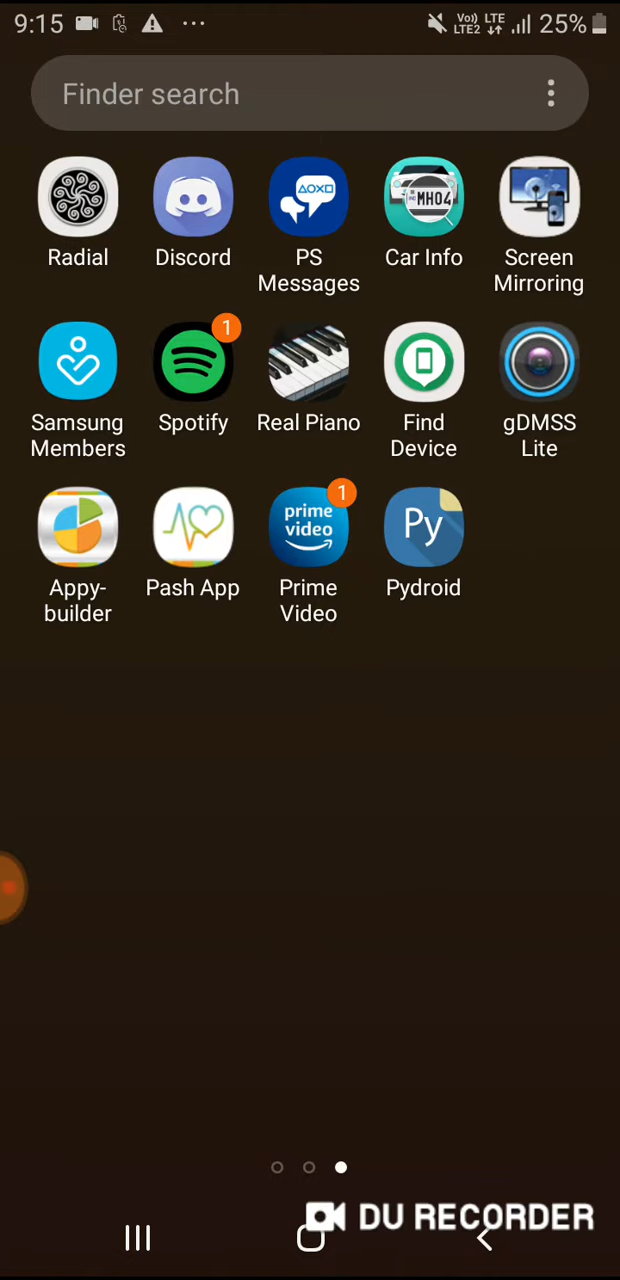 9:15
Vo)) LTE
LTE2
25%
Finder search
MH04
Radial
Discord
PS
Messages
Car Info
Screen
Mirroring
1
Samsung
Members
Spotify
Real Piano
Find
Device
gDMSS
Lite
prime
video
1
Py
Appy-
builder
Pash App
Prime
Video
Pydroid
DU RECORDER